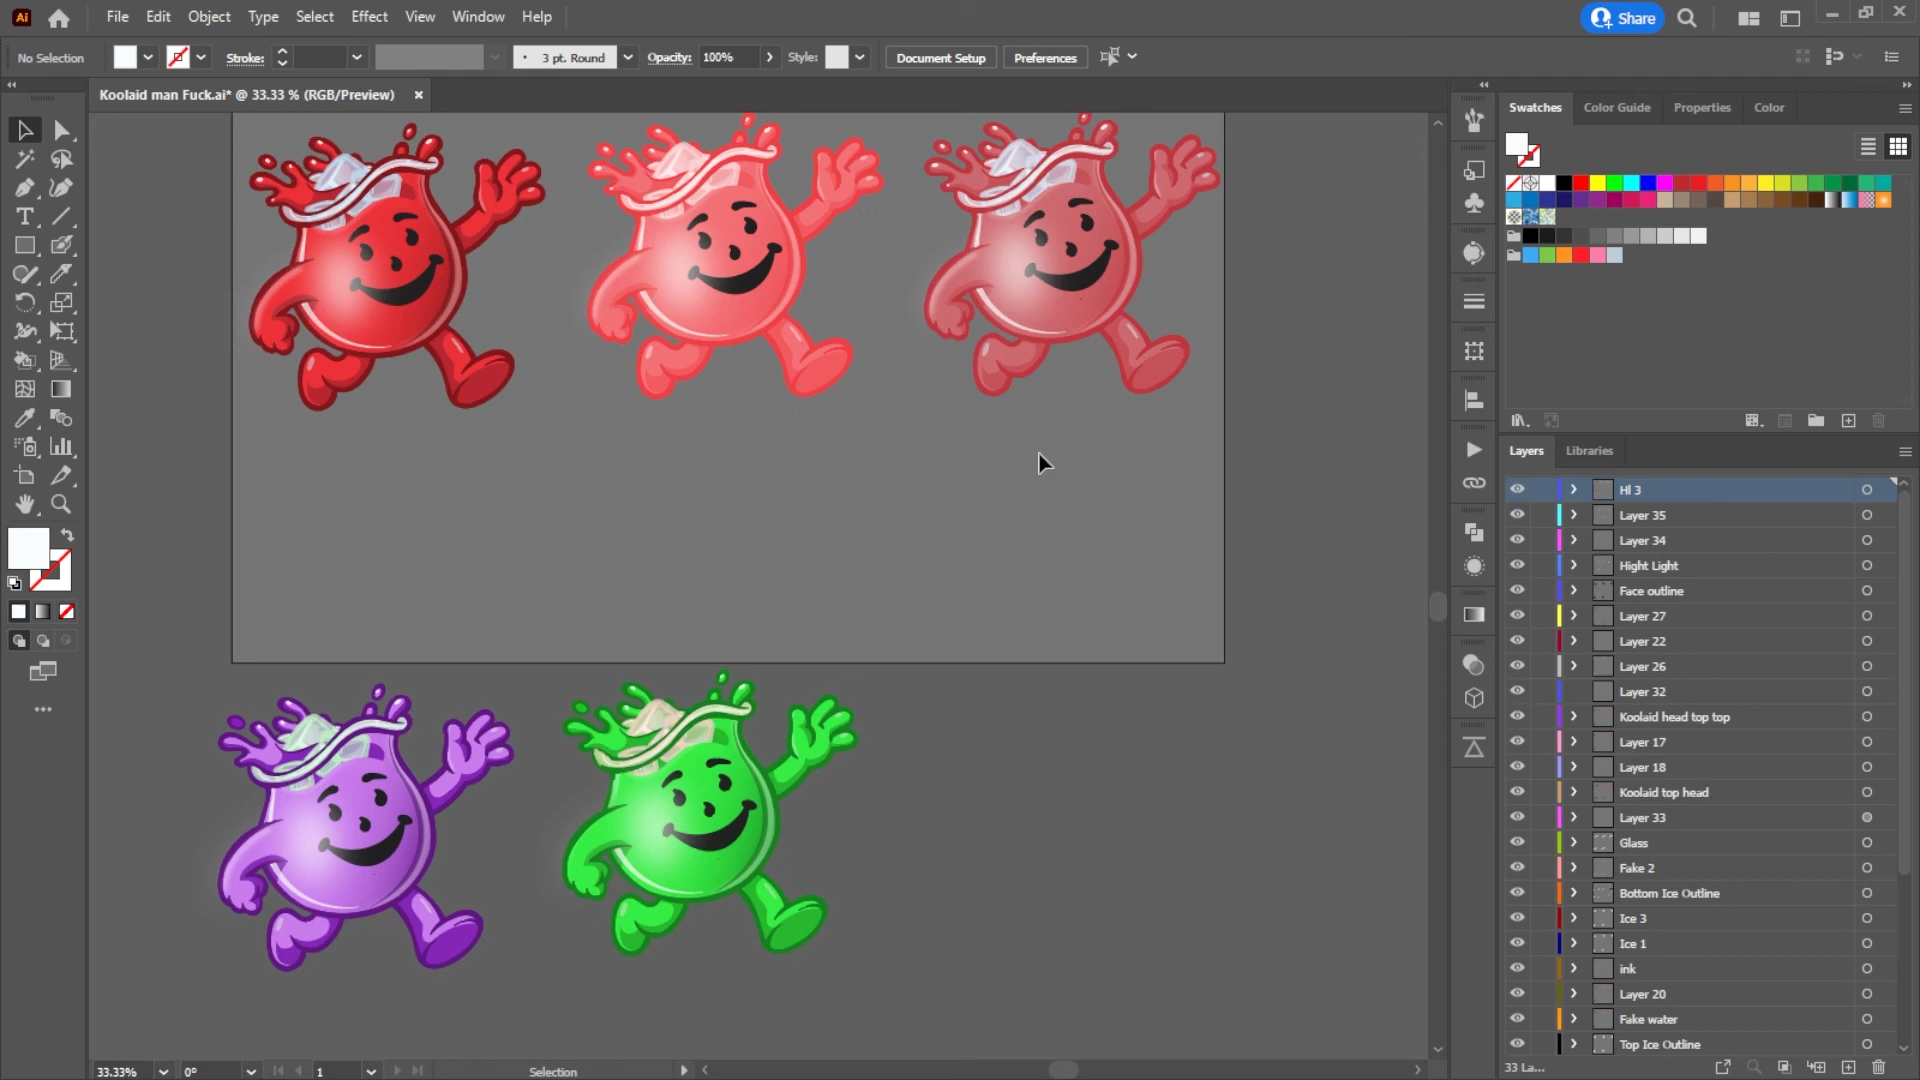 Ai File Edit Object Type Select Effect View Window Help Share
No Selection Stroke: 3 pt. Round Opacity: 100% Style: Document Setup Preferences
Koolaid man Fuck.ai* @ 33.33 % (RGB/Preview)
Swatches Color Guide Properties Color
Layers Libraries
Hl 3
Layer 35
Layer 34
Hight Light
Face outline
Layer 27
Layer 22
Layer 26
Layer 32
Koolaid head top top
Layer 17
Layer 18
Koolaid top head
Layer 33
Glass
Fake 2
Bottom Ice Outline
Ice 3
Ice 1
ink
Layer 20
Fake water
Top Ice Outline
33 La...
33.33% 0° 1 Selection